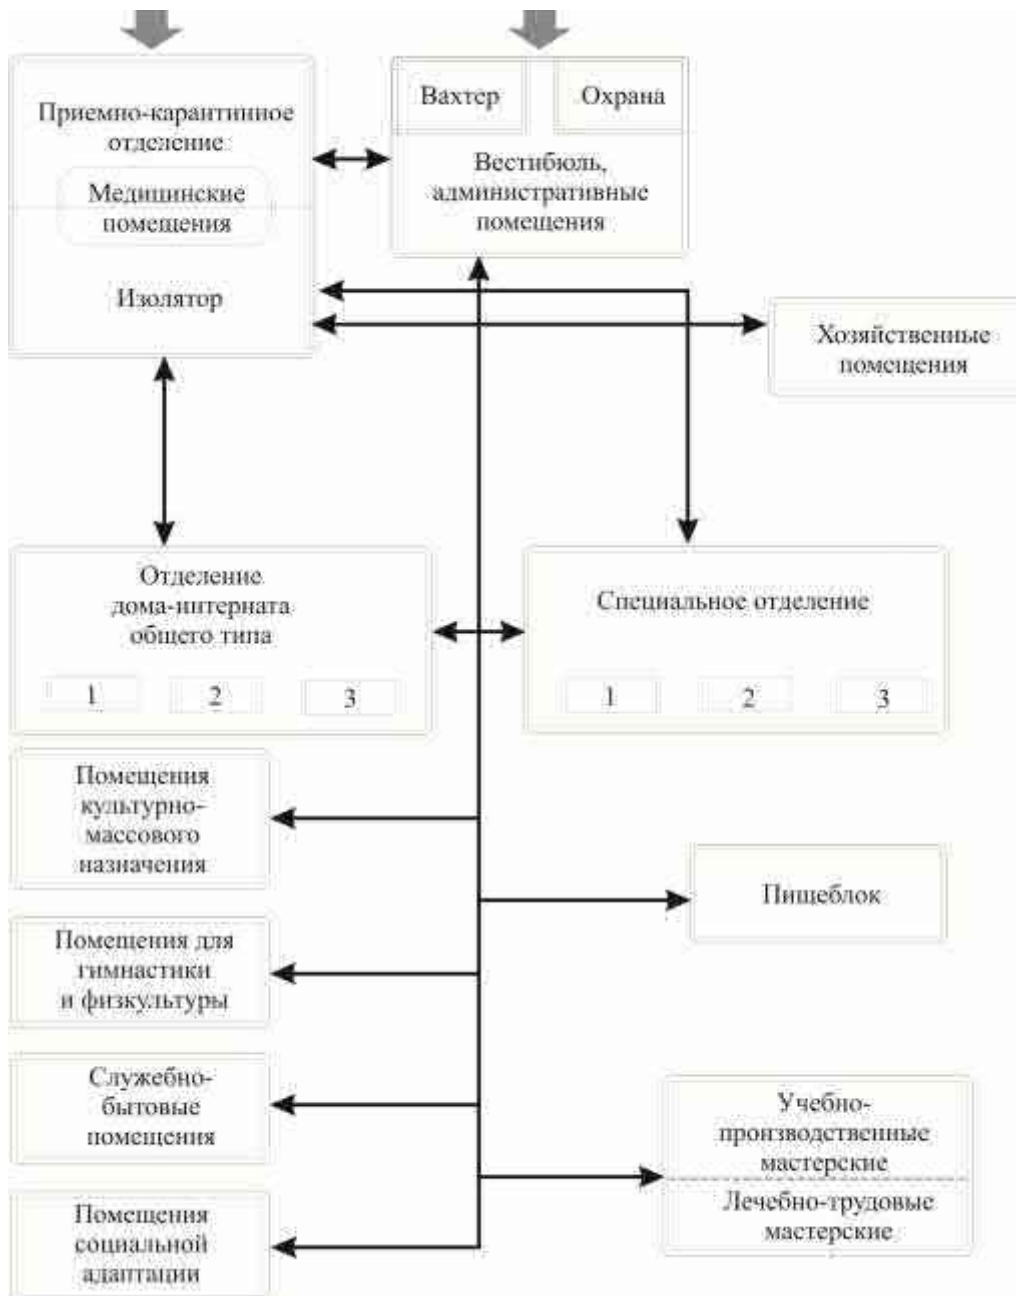 Приемно-карантинное
отделение
Медицинские
помещения
Изолятор
Вахтер
Охрана
Вестибюль,
административные
помещения
Хозяйственные
помещения
Отделение
дома-интерната
общего типа
1
2
3
Специальное отделение
1
2
3
Помещения
культурно-
массового
назначения
Пищеблок
Помещения для
гимнастики
и физкультуры
Служебно-
бытовые
помещения
Учебно-
производственные
мастерские
Лечебно-трудовые
мастерские
Помещения
социальной
адаптации